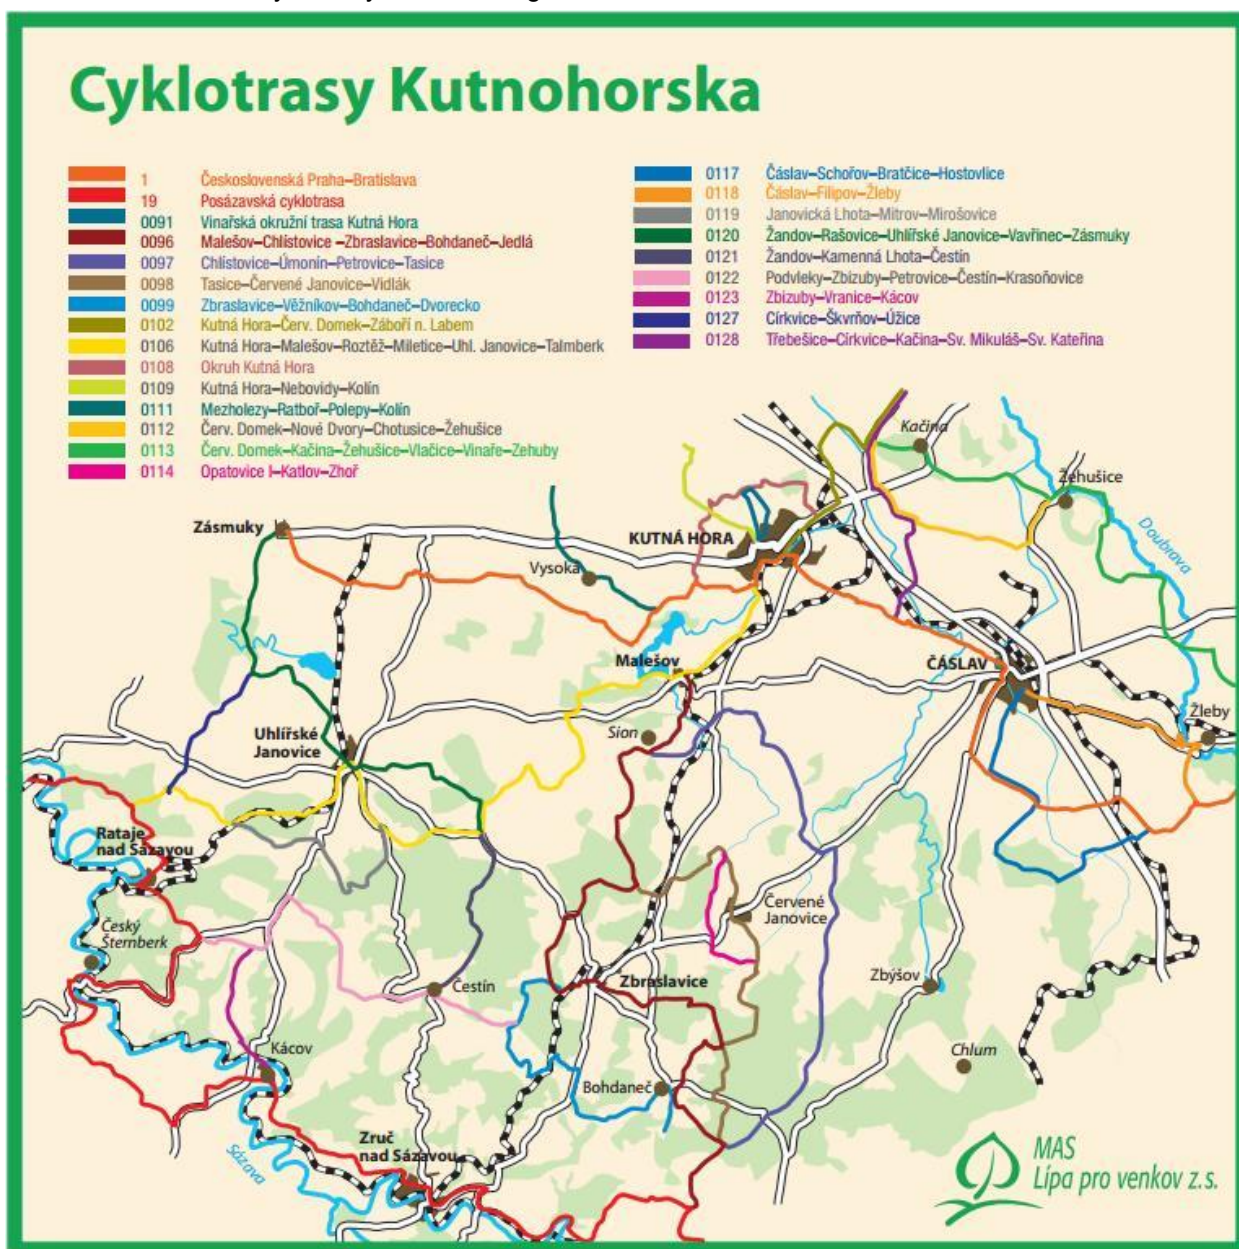 Cyklotrasy Kutnohorska
1 Československá Praha–Bratislava
19 Posázavská cyklotrasa
0091 Vinařská okružní trasa Kutná Hora
0096 Malešov–Chlístovice –Zbraslavice–Bohdaneč–Jedlá
0097 Chlístovice–Úmonín–Petrovice–Tasice
0098 Tasice–Červené Janovice–Vidlák
0099 Zbraslavice–Věžníkov–Bohdaneč–Dvorecko
0102 Kutná Hora–Červ. Domek–Záboří n. Labem
0106 Kutná Hora–Malešov–Roztěž–Miletice–Uhl. Janovice–Talmberk
0108 Okruh Kutná Hora
0109 Kutná Hora–Nebovidy–Kolín
0111 Mezholezy–Ratboř–Polepy–Kolín
0112 Červ. Domek–Nové Dvory–Chotusice–Žehušice
0113 Červ. Domek–Kačina–Žehušice–Vlačice–Vinaře–Zehuby
0114 Opatovice I–Katlov–Zhoř
0117 Čáslav–Schořov–Bratčice–Hostovlice
0118 Čáslav–Filipov–Žleby
0119 Janovická Lhota–Mitrov–Mirošovice
0120 Žandov–Rašovice–Uhlířské Janovice–Vavřinec–Zásmuky
0121 Žandov–Kamenná Lhota–Čestín
0122 Podvleky–Zbizuby–Petrovice–Čestín–Krasoňovice
0123 Zbizuby–Vranice–Kácov
0127 Církvice–Škvrňov–Úžice
0128 Třebešice–Církvice–Kačina–Sv. Mikuláš–Sv. Kateřina
Kačina
Žehušice
Zásmuky
KUTNÁ HORA
Doubrava
Vysoká
Malešov
ČÁSLAV
Žleby
Sion
Uhlířské
Janovice
Rataje
nad Sázavou
Červené
Janovice
Český
Šternberk
Čestín
Zbraslavice
Zbýšov
Kácov
Chlum
Bohdaneč
Zruč
nad Sázavou
Sázava
MAS
Lípa pro venkov z.s.